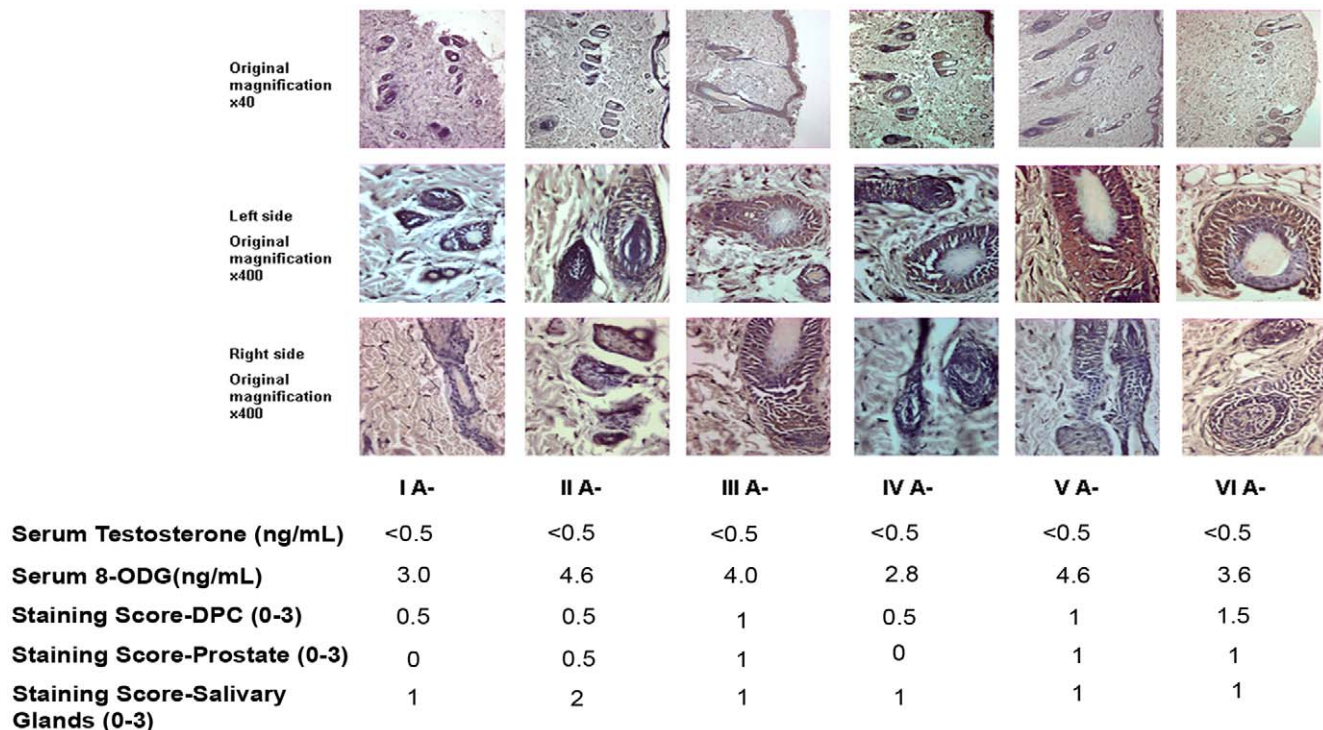 Original
magnification
x40
Left side
Original
magnification
x400
Right side
Original
magnification
x400
I A- II A- III A- IV A- V A- VI A-
Serum Testosterone (ng/mL) <0.5 <0.5 <0.5 <0.5 <0.5 <0.5
Serum 8-ODG(ng/mL) 3.0 4.6 4.0 2.8 4.6 3.6
Staining Score-DPC (0-3) 0.5 0.5 1 0.5 1 1.5
Staining Score-Prostate (0-3) 0 0.5 1 0 1 1
Staining Score-Salivary 1 2 1 1 1 1
Glands (0-3)